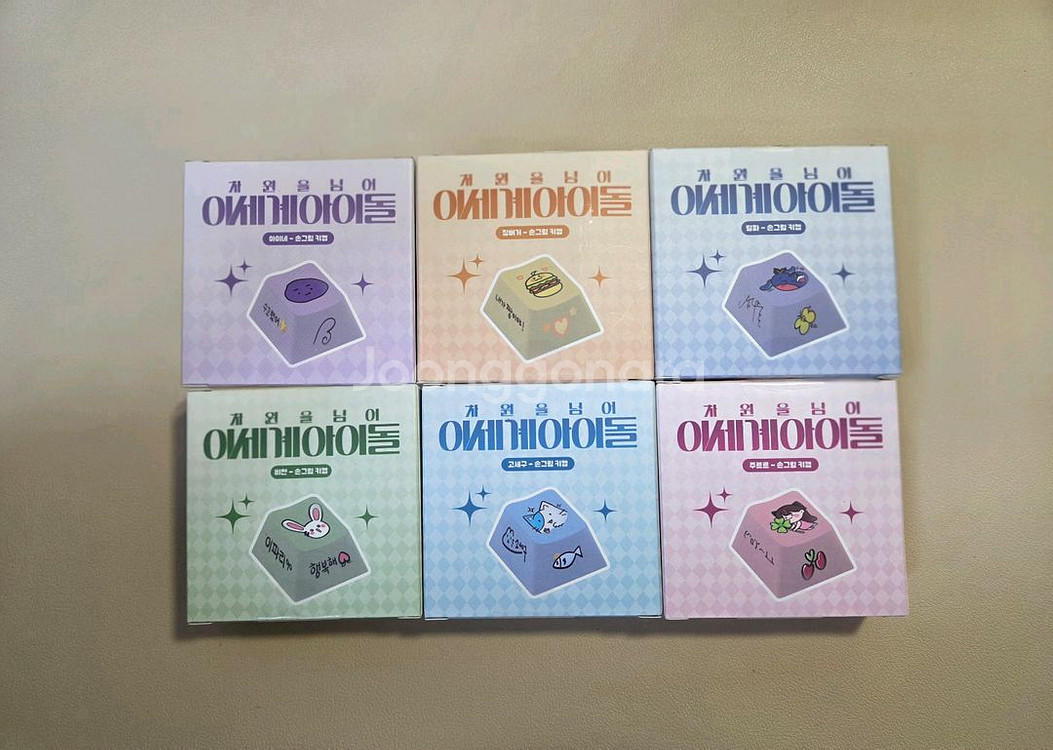 차원을넘어
이세계아이돌
아이네 - 손그림 키캡
차원을넘어
이세계아이돌
징버거 - 손그림 키캡
차원을넘어
이세계아이돌
릴파 - 손그림 키캡
Joonggonara
차원을넘어
이세계아이돌
비챤 - 손그림 키캡
이파리%
행복해
차원을넘어
이세계아이돌
고세구 - 손그림 키캡
차원을넘어
이세계아이돌
주르르 - 손그림 키캡